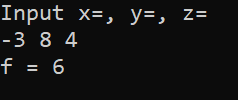 Input x=, y=, z=
-3 8 4
f = 6